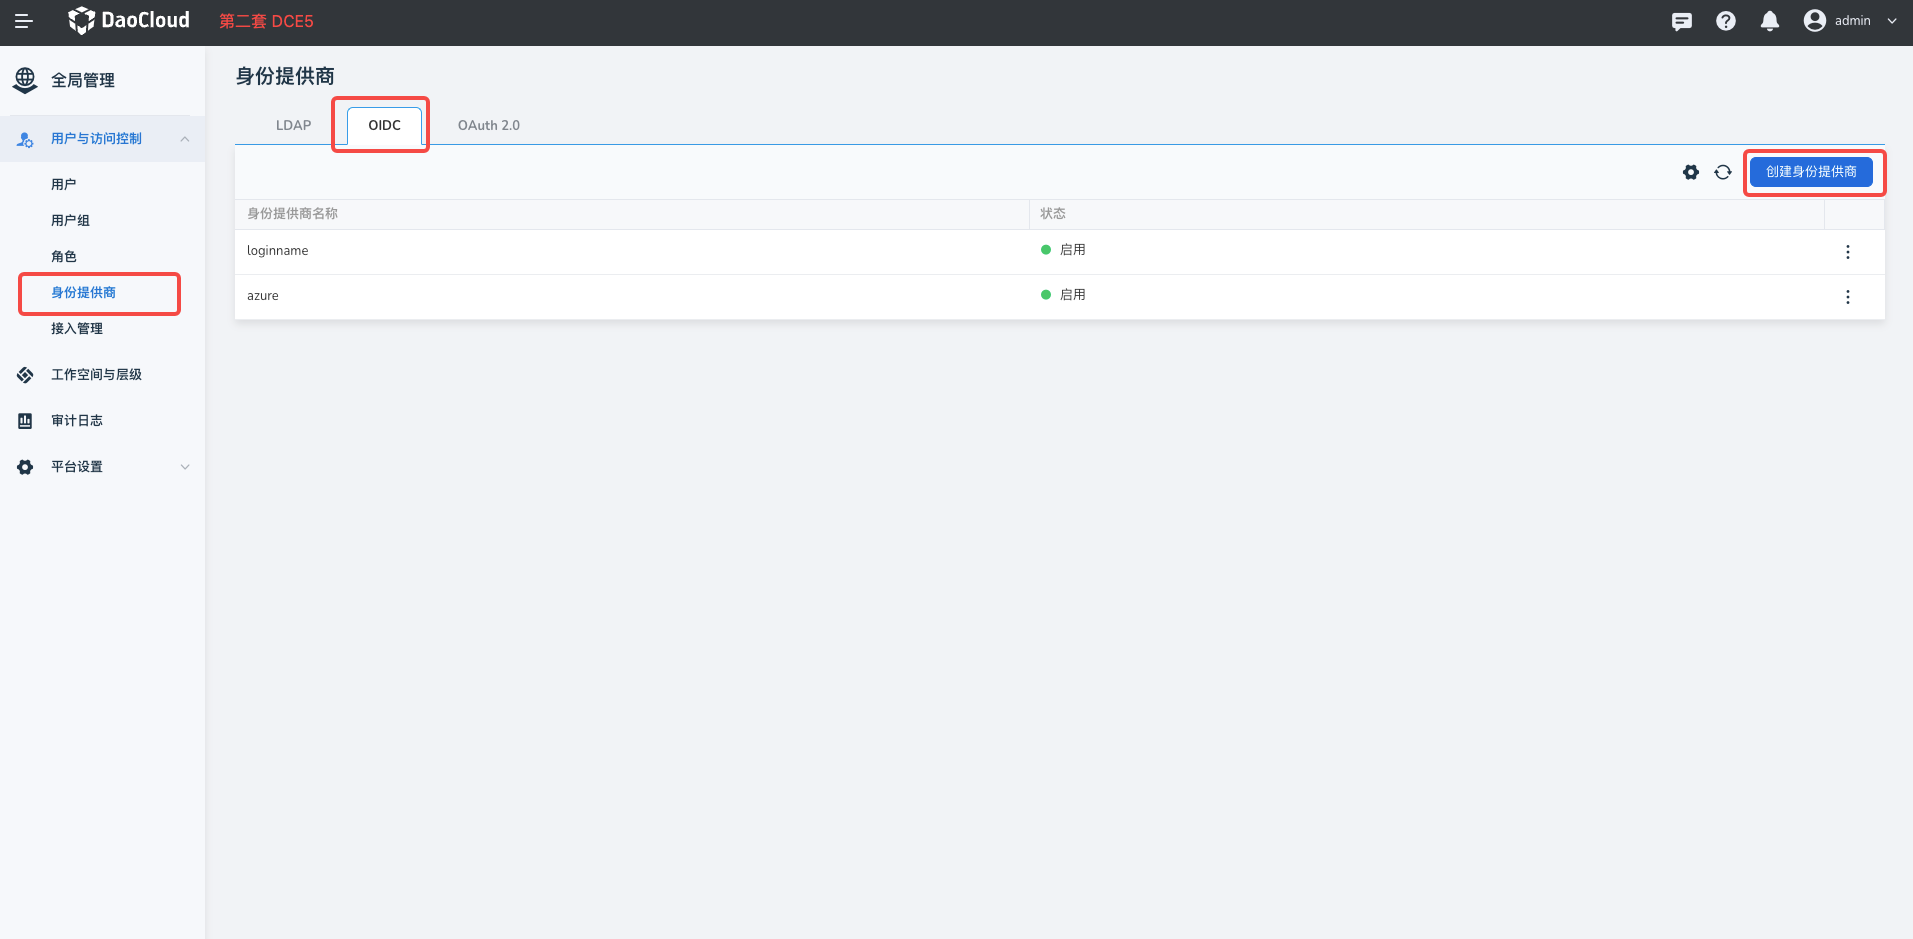 DaoCloud 第二套 DCE5 admin
全局管理
用户与访问控制
用户
用户组
角色
身份提供商
接入管理
工作空间与层级
审计日志
平台设置
身份提供商
LDAP OIDC OAuth 2.0
创建身份提供商
身份提供商名称 状态
loginname 启用
azure 启用